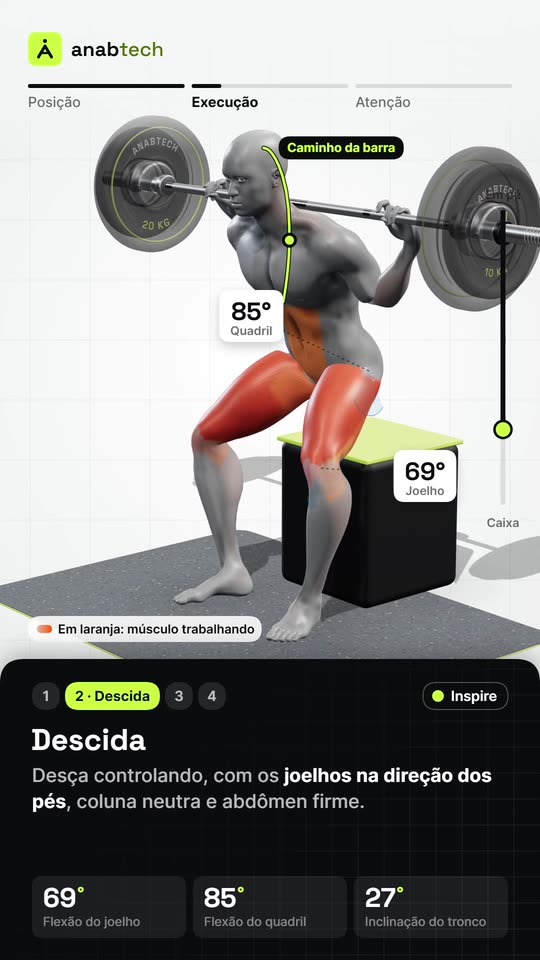 anabtech
Posição
Execução
Atenção
Caminho da barra
ANABTECH
20 KG
10 KG
85°
Quadril
69°
Joelho
Caixa
Em laranja: músculo trabalhando
1
2 · Descida
3
4
Inspire
Descida
Desça controlando, com os joelhos na direção dos
pés, coluna neutra e abdômen firme.
69°
85°
27°
Flexão do joelho
Flexão do quadril
Inclinação do tronco